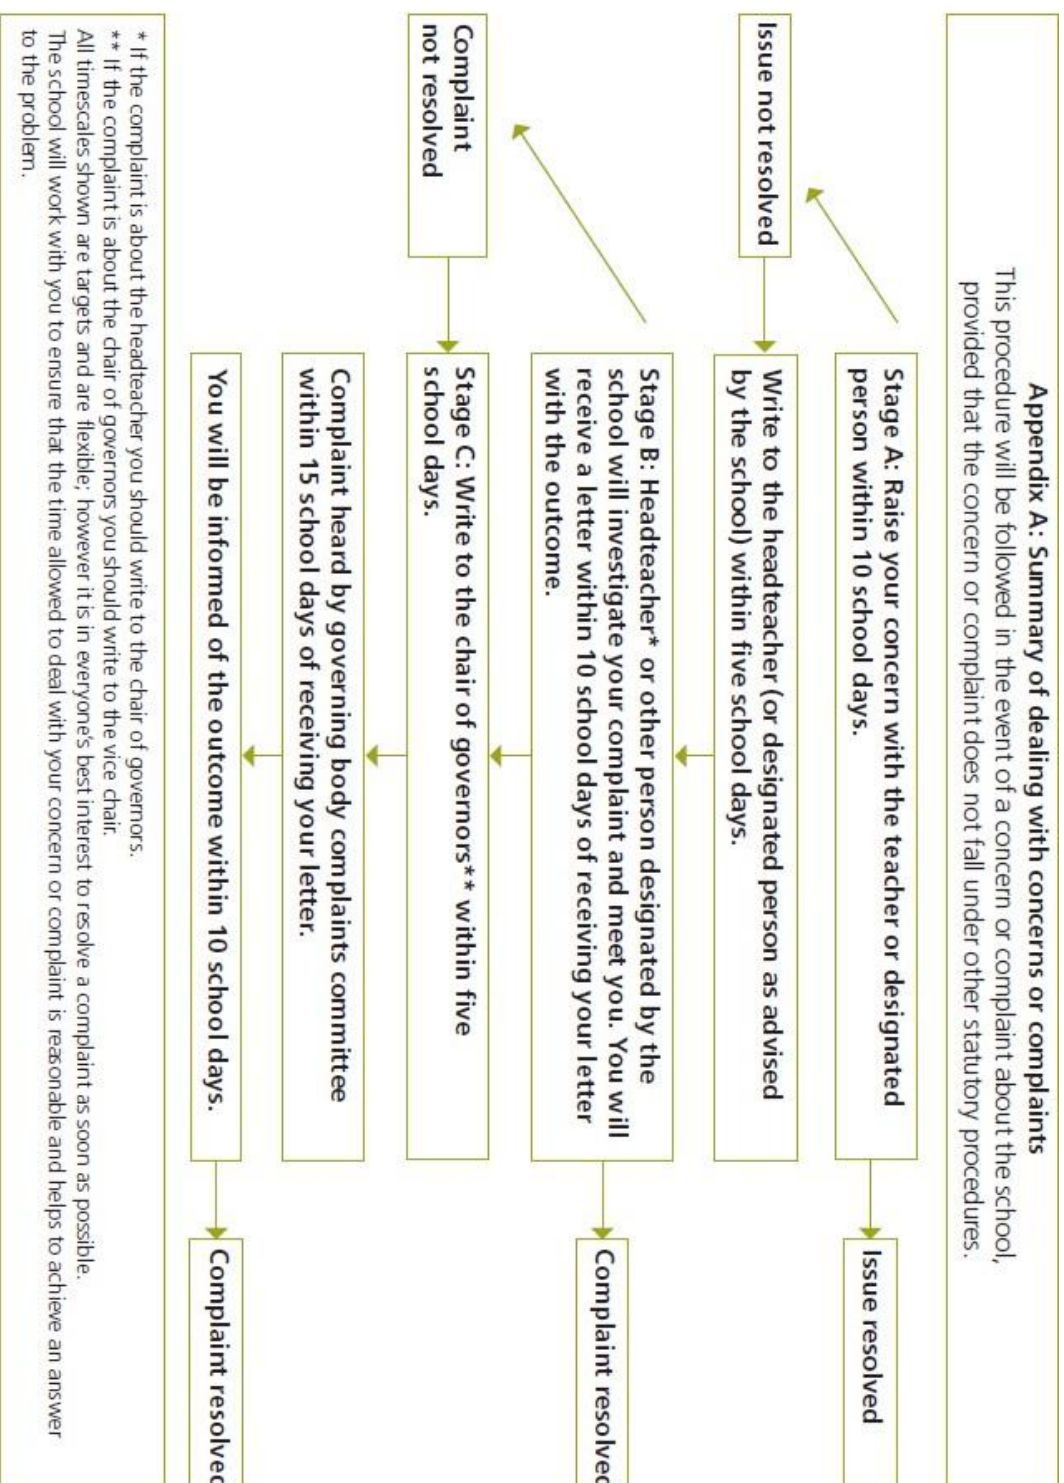 Appendix A: Summary of dealing with concerns or complaints
This procedure will be followed in the event of a concern or complaint about the school,
provided that the concern or complaint does not fall under other statutory procedures.
Stage A: Raise your concern with the teacher or designated
person within 10 school days.
Issue resolved
Issue not resolved
Write to the headteacher (or designated person as advised
by the school) within five school days.
Stage B: Headteacher* or other person designated by the
school will investigate your complaint and meet you. You will
receive a letter within 10 school days of receiving your letter
with the outcome.
Complaint resolved
Complaint
not resolved
Stage C: Write to the chair of governors** within five
school days.
Complaint heard by governing body complaints committee
within 15 school days of receiving your letter.
You will be informed of the outcome within 10 school days.
Complaint resolved
* If the complaint is about the headteacher you should write to the chair of governors.
** If the complaint is about the chair of governors you should write to the vice chair.
All timescales shown are targets and are flexible; however it is in everyone's best interest to resolve a complaint as soon as possible.
The school will work with you to ensure that the time allowed to deal with your concern or complaint is reasonable and helps to achieve an answer
to the problem.